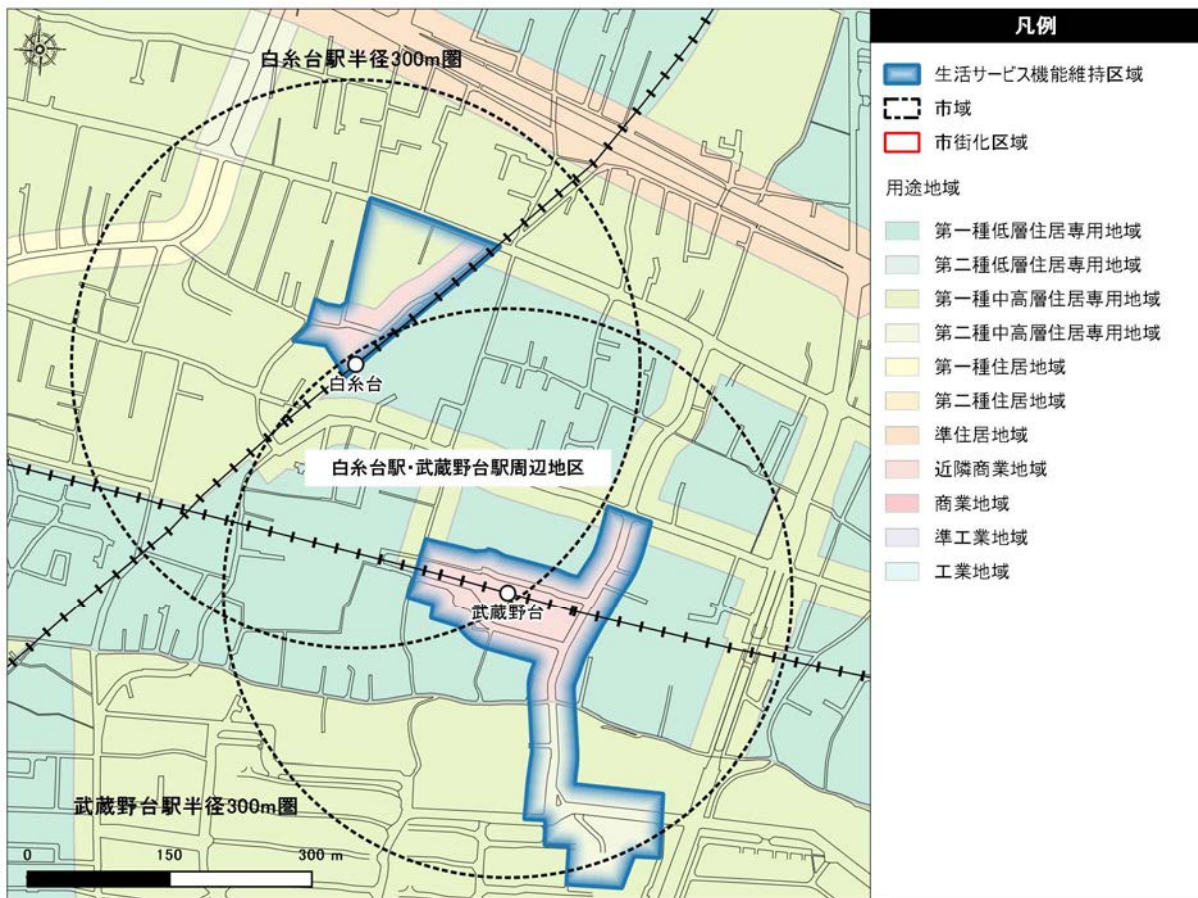 白糸台駅半径300m圏
白糸台
白糸台駅・武蔵野台駅周辺地区
武蔵野台
武蔵野台駅半径300m圏
0 150 300 m
凡例
生活サービス機能維持区域
市域
市街化区域
用途地域
第一種低層住居専用地域
第二種低層住居専用地域
第一種中高層住居専用地域
第二種中高層住居専用地域
第一種住居地域
第二種住居地域
準住居地域
近隣商業地域
商業地域
準工業地域
工業地域